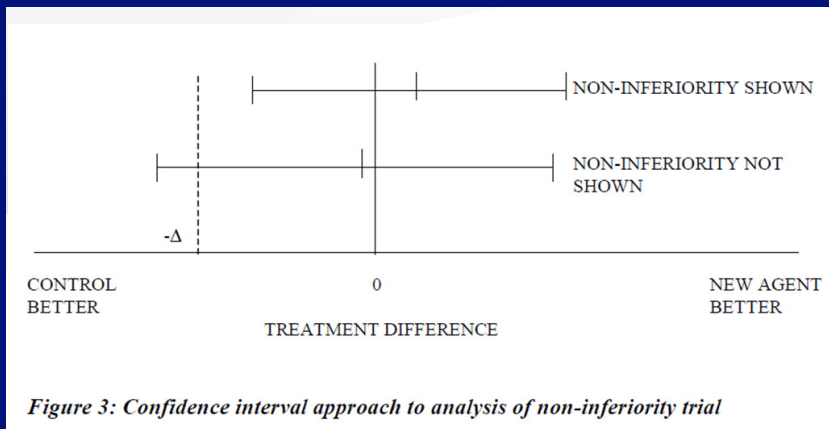 NON-INFERIORITY SHOWN
NON-INFERIORITY NOT
SHOWN
-Δ
CONTROL
BETTER
0
NEW AGENT
BETTER
TREATMENT DIFFERENCE
Figure 3: Confidence interval approach to analysis of non-inferiority trial